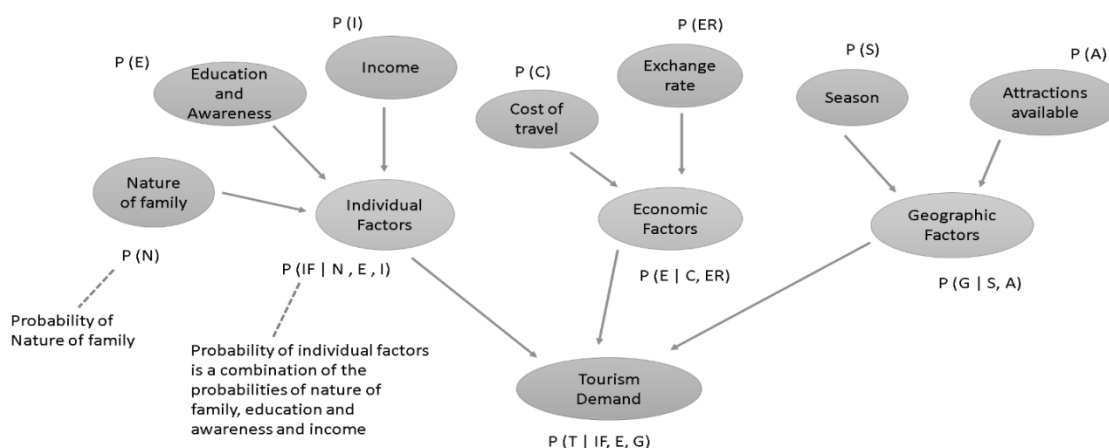 P (I)
P (ER)
P (E)
P (C)
P (S)
P (A)
Education
and
Awareness
Income
Cost of
travel
Exchange
rate
Season
Attractions
available
Nature
of family
Individual
Factors
Economic
Factors
Geographic
Factors
P (N)
P (IF | N , E , I)
P (E | C, ER)
P (G | S, A)
Probability of
Nature of family
Probability of individual factors
is a combination of the
probabilities of nature of
family, education and
awareness and income
Tourism
Demand
P (T | IF, E, G)